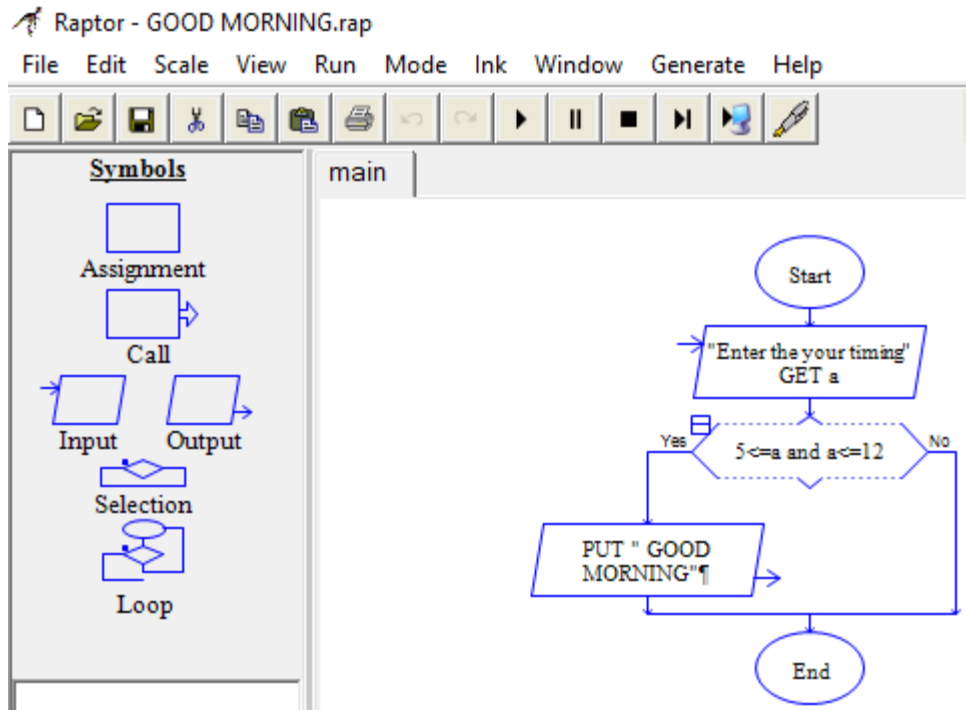 Raptor - GOOD MORNING.rap
File Edit Scale View Run Mode Ink Window Generate Help
Symbols
Assignment
Call
Input Output
Selection
Loop
main
Start
"Enter the your timing"
GET a
Yes
5<=a and a<=12
No
PUT " GOOD
MORNING"¶
End